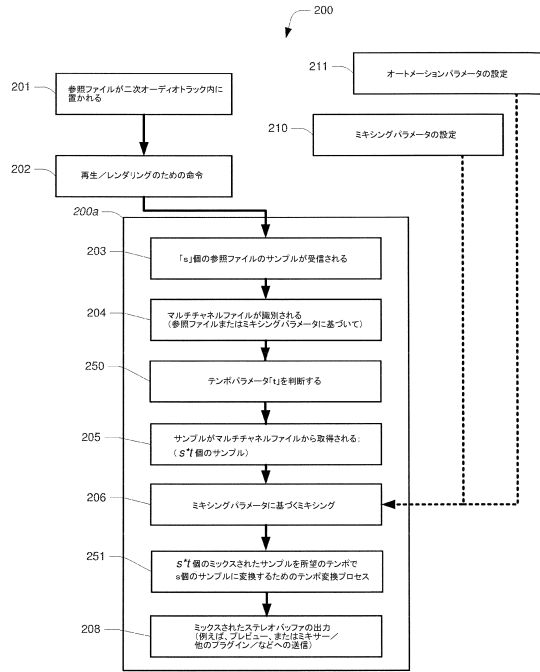 200
211
オートメーションパラメータの設定
201
参照ファイルが二次オーディオトラック内に
置かれる
210
ミキシングパラメータの設定
202
再生／レンダリングのための命令
200a
203
「s」個の参照ファイルのサンプルが受信される
204
マルチチャネルファイルが識別される
(参照ファイルまたはミキシングパラメータに基づいて)
250
テンポパラメータ「t」を判断する
205
サンプルがマルチチャネルファイルから取得される;
( s*t 個のサンプル)
206
ミキシングパラメータに基づくミキシング
251
s*t 個のミックスされたサンプルを所望のテンポで
s個のサンプルに変換するためのテンポ変換プロセス
208
ミックスされたステレオバッファの出力
(例えば、プレビュー、またはミキサー／
他のプラグイン／などへの送信)